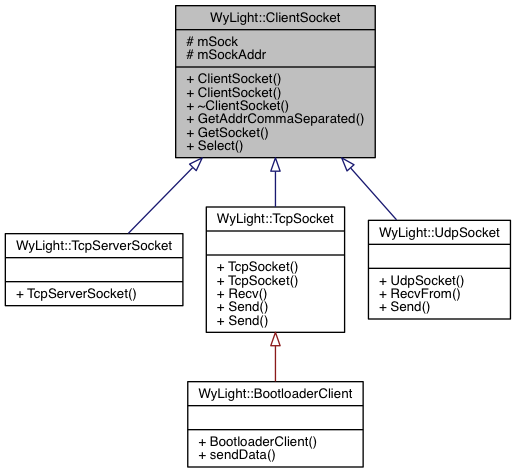 WyLight::ClientSocket
# mSock
# mSockAddr
+ ClientSocket()
+ ClientSocket()
+ ~ClientSocket()
+ GetAddrCommaSeparated()
+ GetSocket()
+ Select()
WyLight::TcpServerSocket
+ TcpServerSocket()
WyLight::TcpSocket
+ TcpSocket()
+ TcpSocket()
+ Recv()
+ Send()
+ Send()
WyLight::UdpSocket
+ UdpSocket()
+ RecvFrom()
+ Send()
WyLight::BootloaderClient
+ BootloaderClient()
+ sendData()